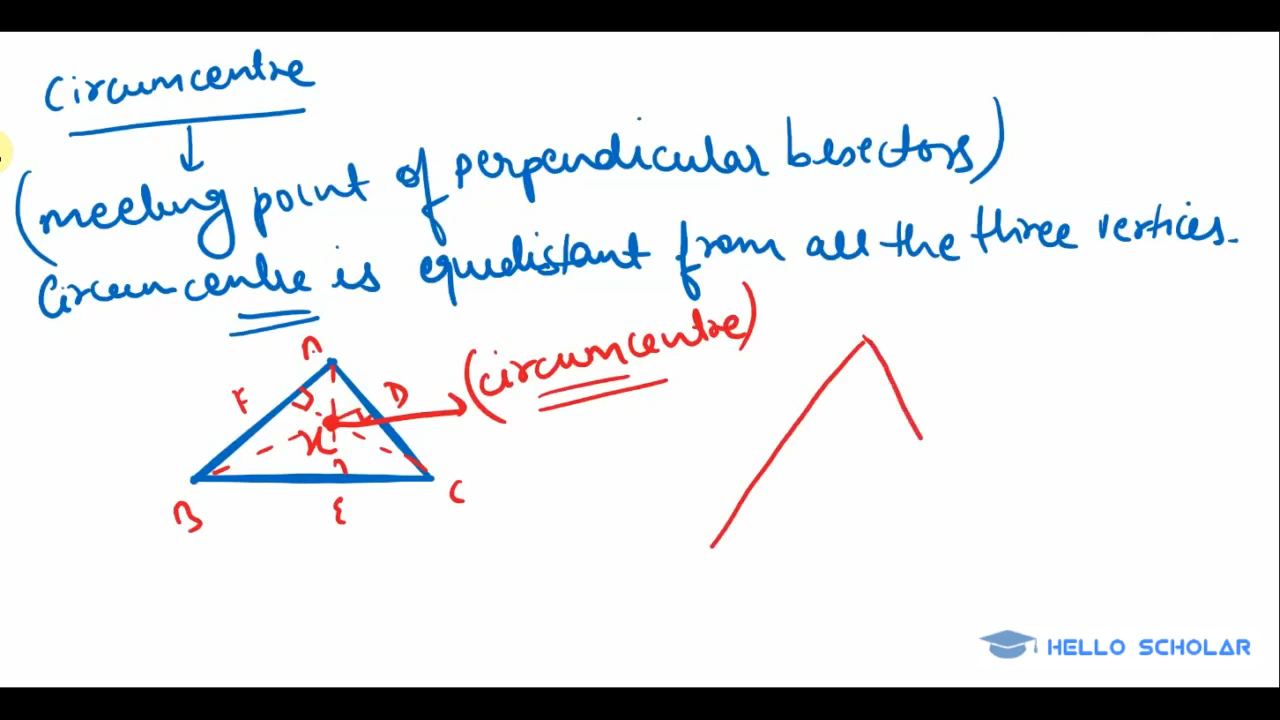 Circumcentre
(meeting point of perpendicular besectors)
Circumcentre is equidistant from all the three vertices.
(circumcentre)
A
F
D
B
E
C
HELLO SCHOLAR